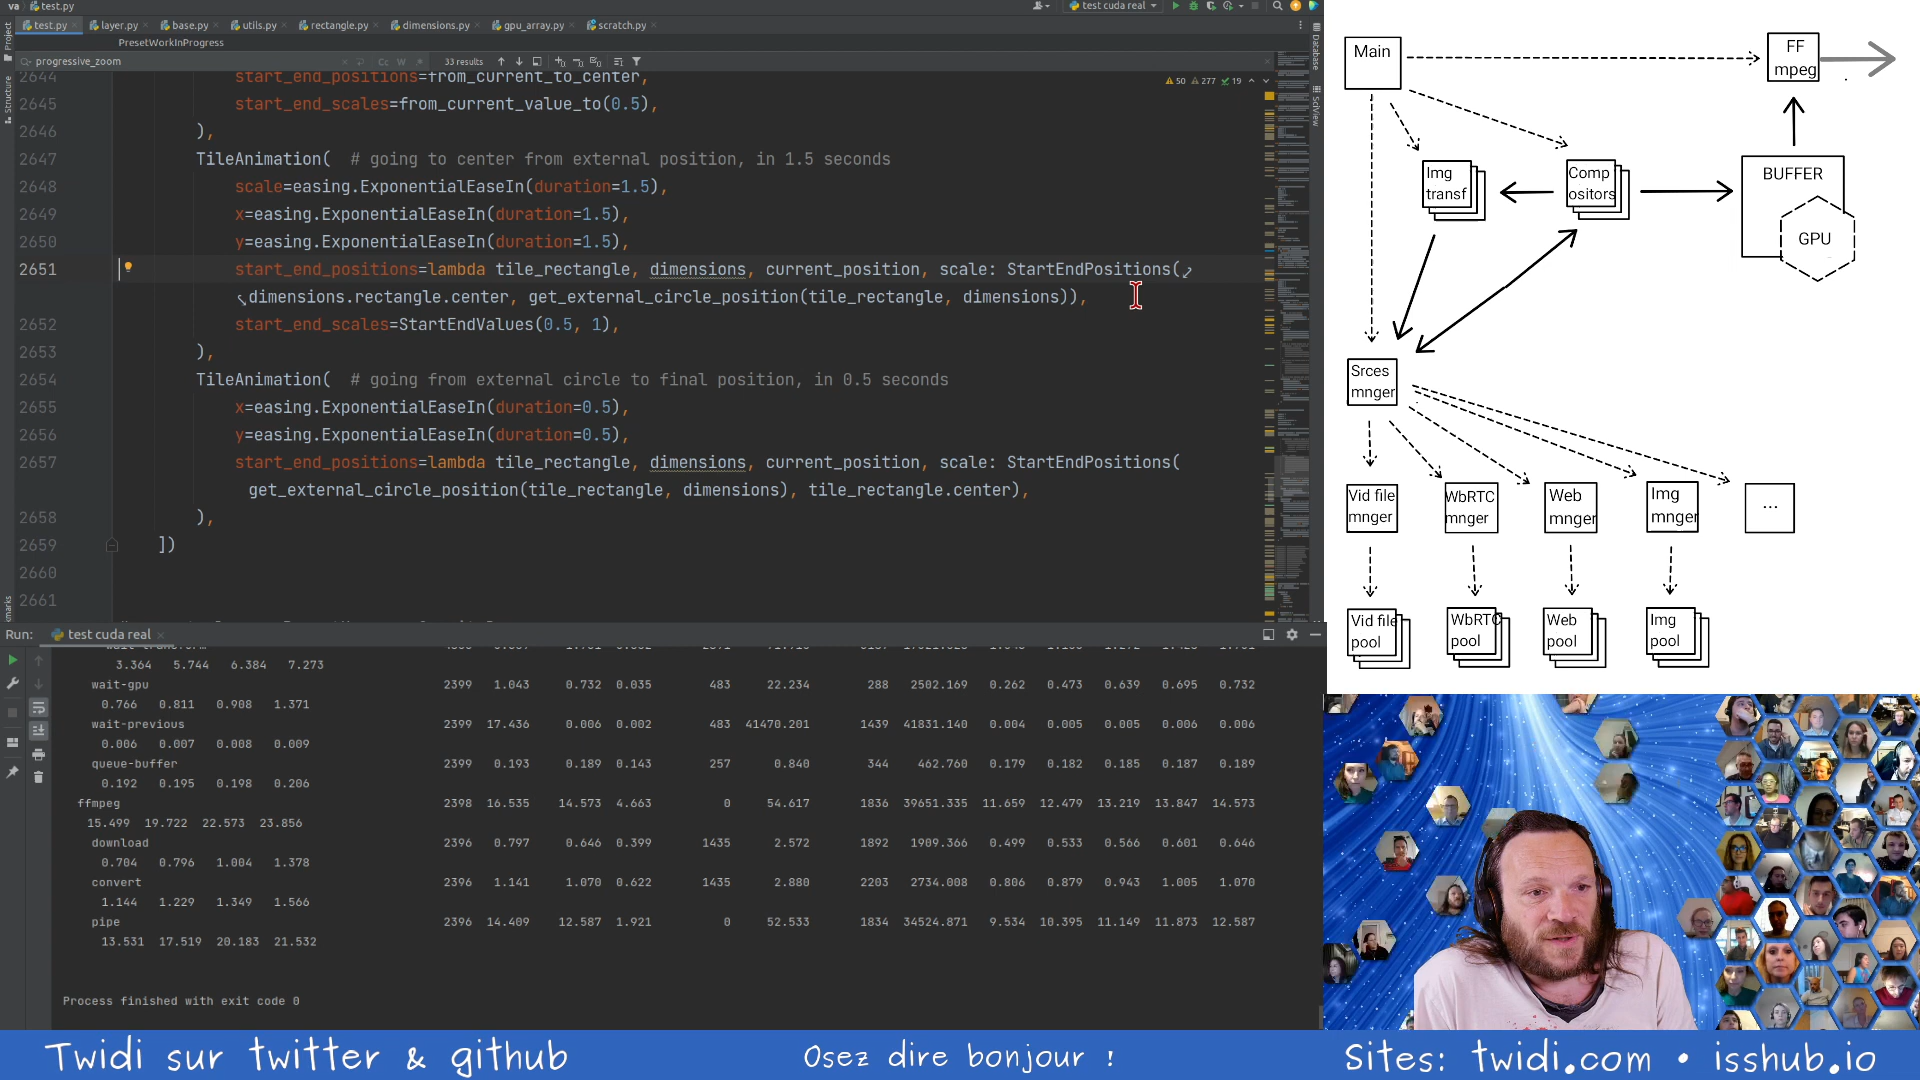 va test.py
test cuda real
test.py layer.py base.py utils.py rectangle.py dimensions.py gpu_array.py scratch.py
PresetWorkInProgress
progressive_zoom 33 results
Project
Structure
Database
SciView
50 277 19
2644 start_end_positions=from_current_to_center,
2645 start_end_scales=from_current_value_to(0.5),
2646 ),
2647 TileAnimation( # going to center from external position, in 1.5 seconds
2648 scale=easing.ExponentialEaseIn(duration=1.5),
2649 x=easing.ExponentialEaseIn(duration=1.5),
2650 y=easing.ExponentialEaseIn(duration=1.5),
2651 start_end_positions=lambda tile_rectangle, dimensions, current_position, scale: StartEndPositions(
dimensions.rectangle.center, get_external_circle_position(tile_rectangle, dimensions)),
2652 start_end_scales=StartEndValues(0.5, 1),
2653 ),
2654 TileAnimation( # going from external circle to final position, in 0.5 seconds
2655 x=easing.ExponentialEaseIn(duration=0.5),
2656 y=easing.ExponentialEaseIn(duration=0.5),
2657 start_end_positions=lambda tile_rectangle, dimensions, current_position, scale: StartEndPositions(
get_external_circle_position(tile_rectangle, dimensions), tile_rectangle.center),
2658 ),
2659 ])
2660
2661
Run: test cuda real
3.364 5.744 6.384 7.273
wait-gpu 2399 1.043 0.732 0.035 483 22.234 288 2502.169 0.262 0.473 0.639 0.695 0.732
0.766 0.811 0.908 1.371
wait-previous 2399 17.436 0.006 0.002 483 41470.201 1439 41831.140 0.004 0.005 0.005 0.006 0.006
0.006 0.007 0.008 0.009
queue-buffer 2399 0.193 0.189 0.143 257 0.840 344 462.760 0.179 0.182 0.185 0.187 0.189
0.192 0.195 0.198 0.206
ffmpeg 2398 16.535 14.573 4.663 0 54.617 1836 39651.335 11.659 12.479 13.219 13.847 14.573
15.499 19.722 22.573 23.856
download 2396 0.797 0.646 0.399 1435 2.572 1892 1909.366 0.499 0.533 0.566 0.601 0.646
0.704 0.796 1.004 1.378
convert 2396 1.141 1.070 0.622 1435 2.880 2203 2734.008 0.806 0.879 0.943 1.005 1.070
1.144 1.229 1.349 1.566
pipe 2396 14.409 12.587 1.921 0 52.533 1834 34524.871 9.534 10.395 11.149 11.873 12.587
13.531 17.519 20.183 21.532
Process finished with exit code 0
Main
FF
mpeg
Img
transf
Comp
ositors
BUFFER
GPU
Srces
mnger
Vid file
mnger
WbRTC
mnger
Web
mnger
Img
mnger
...
Vid file
pool
WbRTC
pool
Web
pool
Img
pool
Twidi sur twitter & github
Osez dire bonjour !
Sites: twidi.com • isshub.io